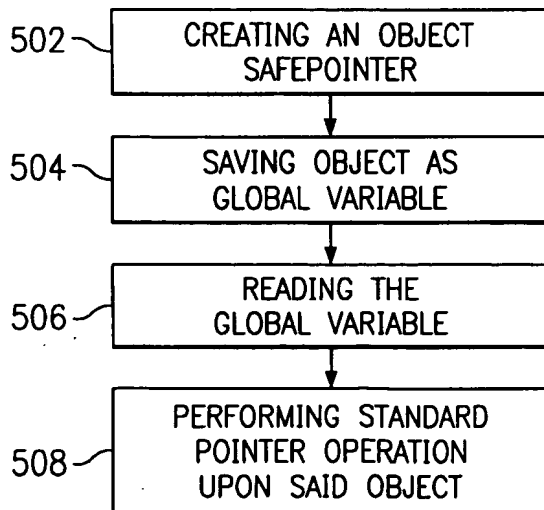 502
CREATING AN OBJECT
SAFEPOINTER
504
SAVING OBJECT AS
GLOBAL VARIABLE
506
READING THE
GLOBAL VARIABLE
508
PERFORMING STANDARD
POINTER OPERATION
UPON SAID OBJECT